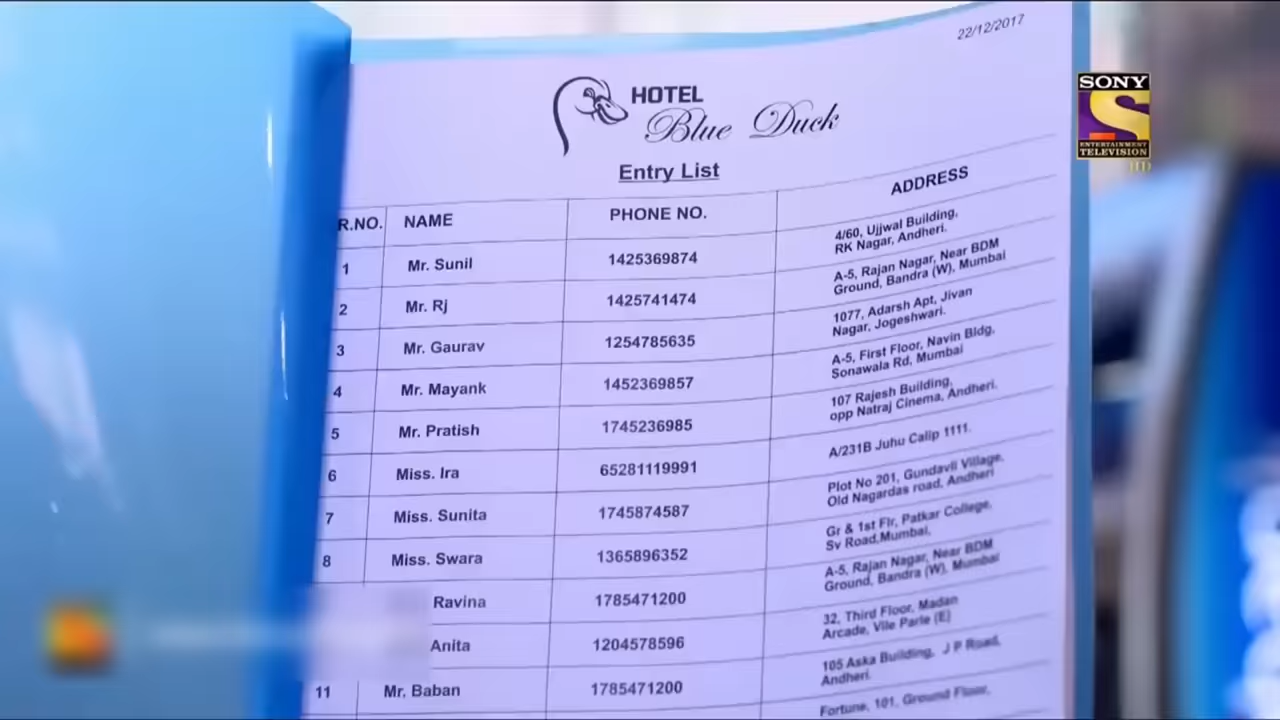 22/12/2017
SONY
S
ENTERTAINMENT
TELEVISION
HD
HOTEL
Blue Duck
Entry List
R.NO. NAME PHONE NO. ADDRESS
1 Mr. Sunil 1425369874 4/60, Ujjwal Building,
RK Nagar, Andheri.
2 Mr. Rj 1425741474 A-5, Rajan Nagar, Near BDM
Ground, Bandra (W), Mumbai
3 Mr. Gaurav 1254785635 1077, Adarsh Apt, Jivan
Nagar, Jogeshwari.
4 Mr. Mayank 1452369857 A-5, First Floor, Navin Bldg,
Sonawala Rd, Mumbai
5 Mr. Pratish 1745236985 107 Rajesh Building,
opp Natraj Cinema, Andheri.
6 Miss. Ira 65281119991 A/231B Juhu Calip 1111.
7 Miss. Sunita 1745874587 Plot No 201, Gundavli Village,
Old Nagardas road, Andheri
8 Miss. Swara 1365896352 Gr & 1st Flr, Patkar College,
Sv Road,Mumbai,
Ravina 1785471200 A-5, Rajan Nagar, Near BDM
Ground, Bandra (W), Mumbai
Anita 1204578596 32, Third Floor, Madan
Arcade, Vile Parle (E)
11 Mr. Baban 1785471200 105 Aska Building, J P Road,
Andheri.
Fortune, 101, Ground Floor,